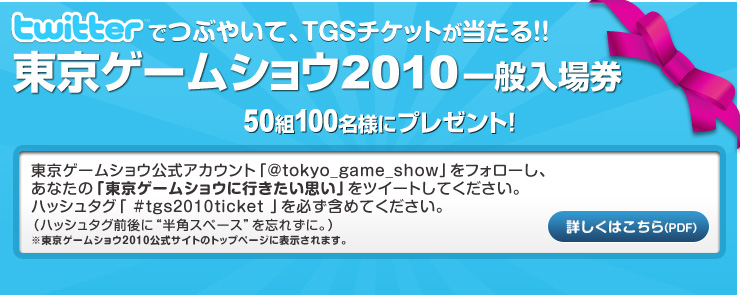 twitter™でつぶやいて、TGSチケットが当たる!!
東京ゲームショウ2010 一般入場券
50組100名様にプレゼント!
東京ゲームショウ公式アカウント「@tokyo_game_show」をフォローし、
あなたの「東京ゲームショウに行きたい思い」をツイートしてください。
ハッシュタグ「 #tgs2010ticket 」を必ず含めてください。
（ハッシュタグ前後に“半角スペース”を忘れずに。）
※東京ゲームショウ2010公式サイトのトップページに表示されます。
詳しくはこちら(PDF)